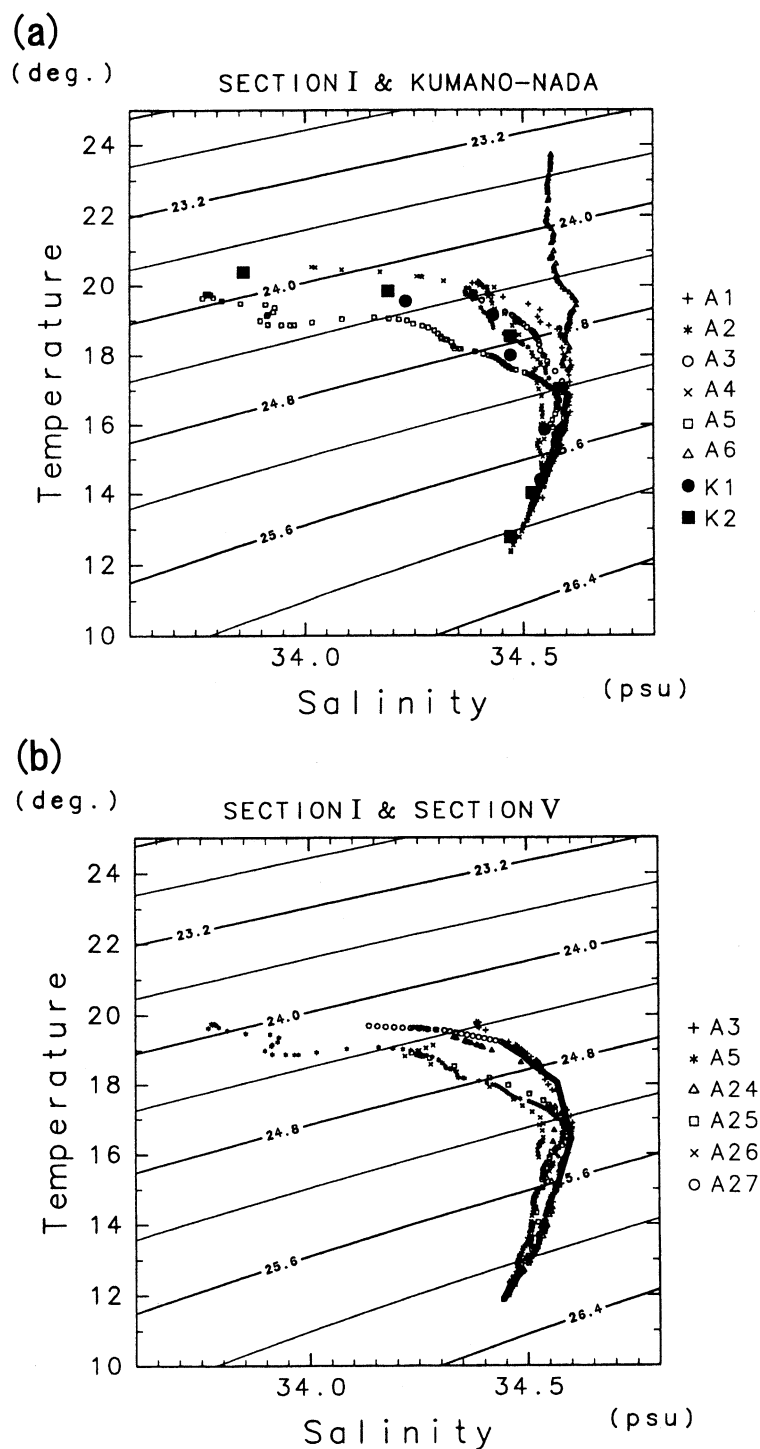 (a)
(deg.)
SECTION I & KUMANO-NADA
24
22
20
18
16
14
12
10
Temperature
23.2
23.2
24.0
24.0
.8
24.8
5.6
25.6
26.4
34.0
34.5
Salinity
(psu)
+ A1
* A2
○ A3
× A4
□ A5
△ A6
● K1
■ K2
(b)
(deg.)
SECTION I & SECTION V
24
22
20
18
16
14
12
10
Temperature
23.2
23.2
24.0
24.0
24.8
24.8
5.6
25.6
26.4
34.0
34.5
Salinity
(psu)
+ A3
* A5
△ A24
□ A25
× A26
○ A27